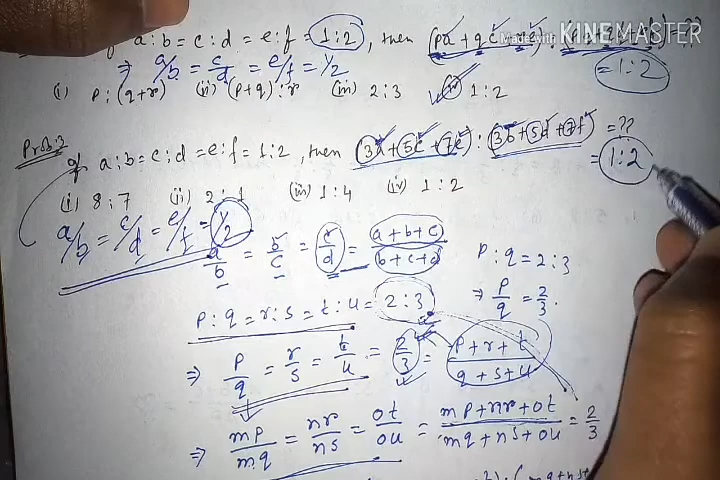 Made with KINEMASTER
a:b = c:d = e:f = 1:2, then (pa + qc
⇒ a/b = c/d = e/f = 1/2
= 1:2
(i) p:(q+r) (ii) (p+q):r (iii) 2:3 (iv) 1:2
Prob:3
If a:b = c:d = e:f = 1:2, then (3a+5c+7e):(3b+5d+7f) = ??
= 1:2
(i) 8:7 (ii) 2:1 (iii) 1:4 (iv) 1:2
a/b = c/d = e/f = 1/2
a/b = b/c = c/d = (a+b+c)/(b+c+d)
p:q = 2:3
⇒ p/q = 2/3.
p:q = r:s = t:u = 2:3
⇒ p/q = r/s = t/u = 2/3 = (p+r+t)/(q+s+u)
⇒ mp/mq = nr/ns = ot/ou = (mp+nr+ot)/(mq+ns+ou) = 2/3